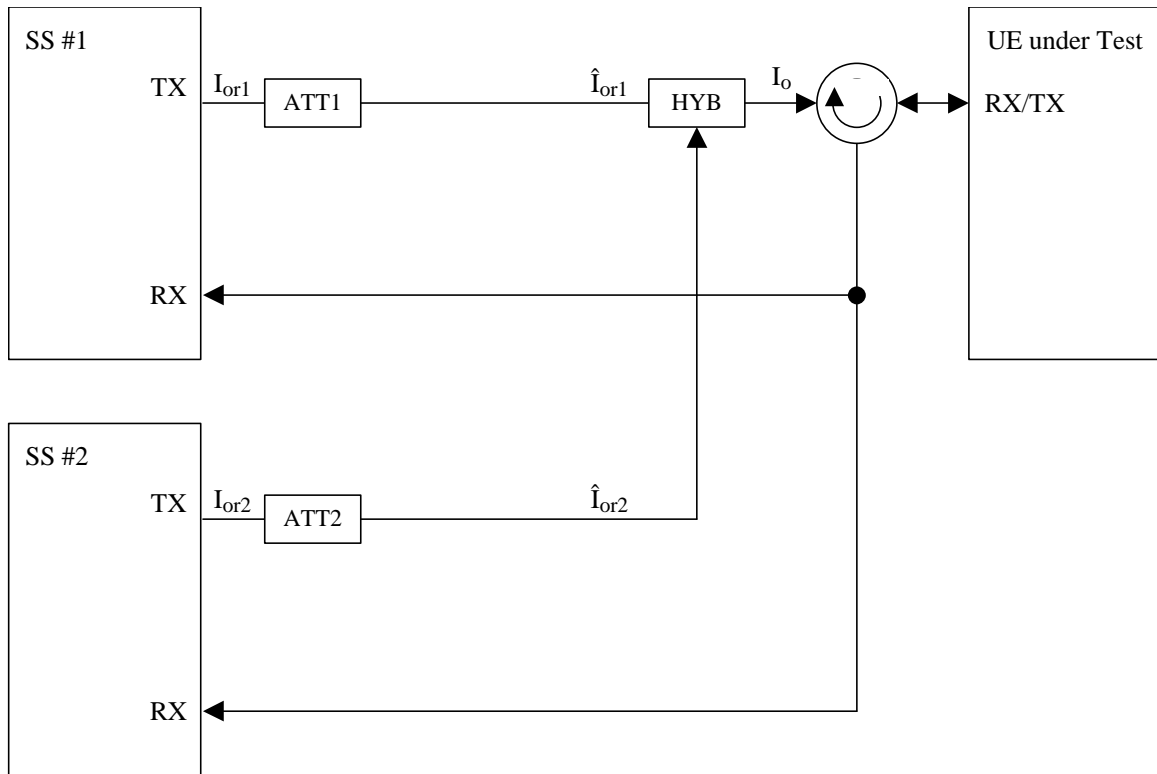 SS #1
UE under Test
TX
I_or1
ATT1
Î_or1
HYB
I_o
RX/TX
RX
SS #2
TX
I_or2
ATT2
Î_or2
RX